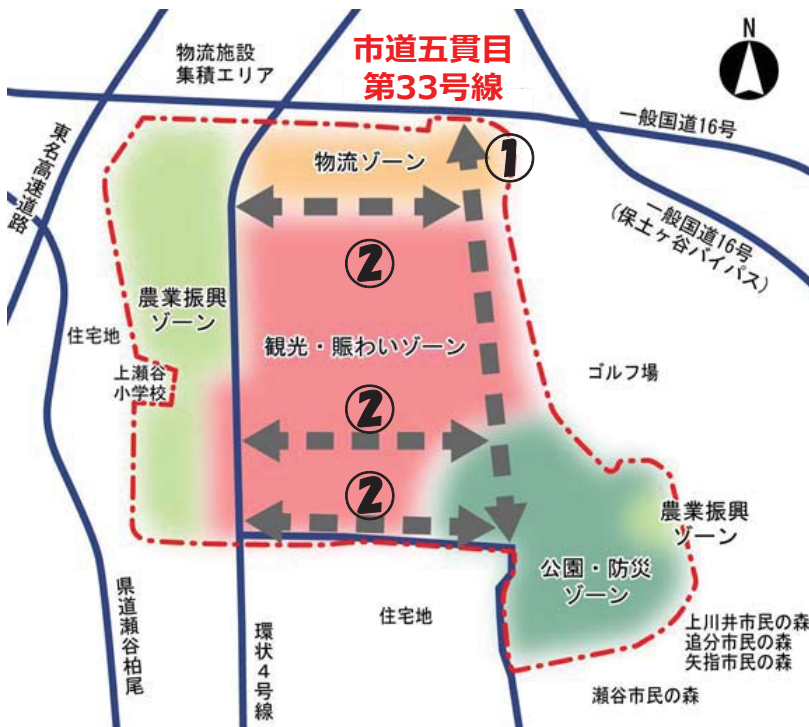 物流施設
集積エリア
市道五貫目
第33号線
N
一般国道16号
東名高速道路
物流ゾーン
①
一般国道16号
(保土ヶ谷バイパス)
②
農業振興
ゾーン
住宅地
観光・賑わいゾーン
上瀬谷
小学校
ゴルフ場
②
②
農業振興
ゾーン
公園・防災
ゾーン
県道瀬谷柏尾
環状4号線
住宅地
上川井市民の森
追分市民の森
矢指市民の森
瀬谷市民の森